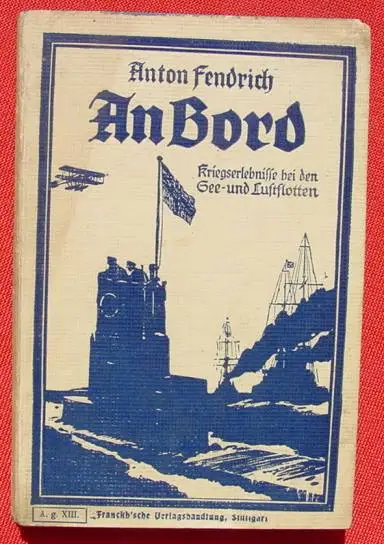 Anton Fendrich
An Bord
Kriegserlebnisse bei den
See- und Luftflotten
A. g. XIII.
Franckh'sche Verlagshandlung, Stuttgart